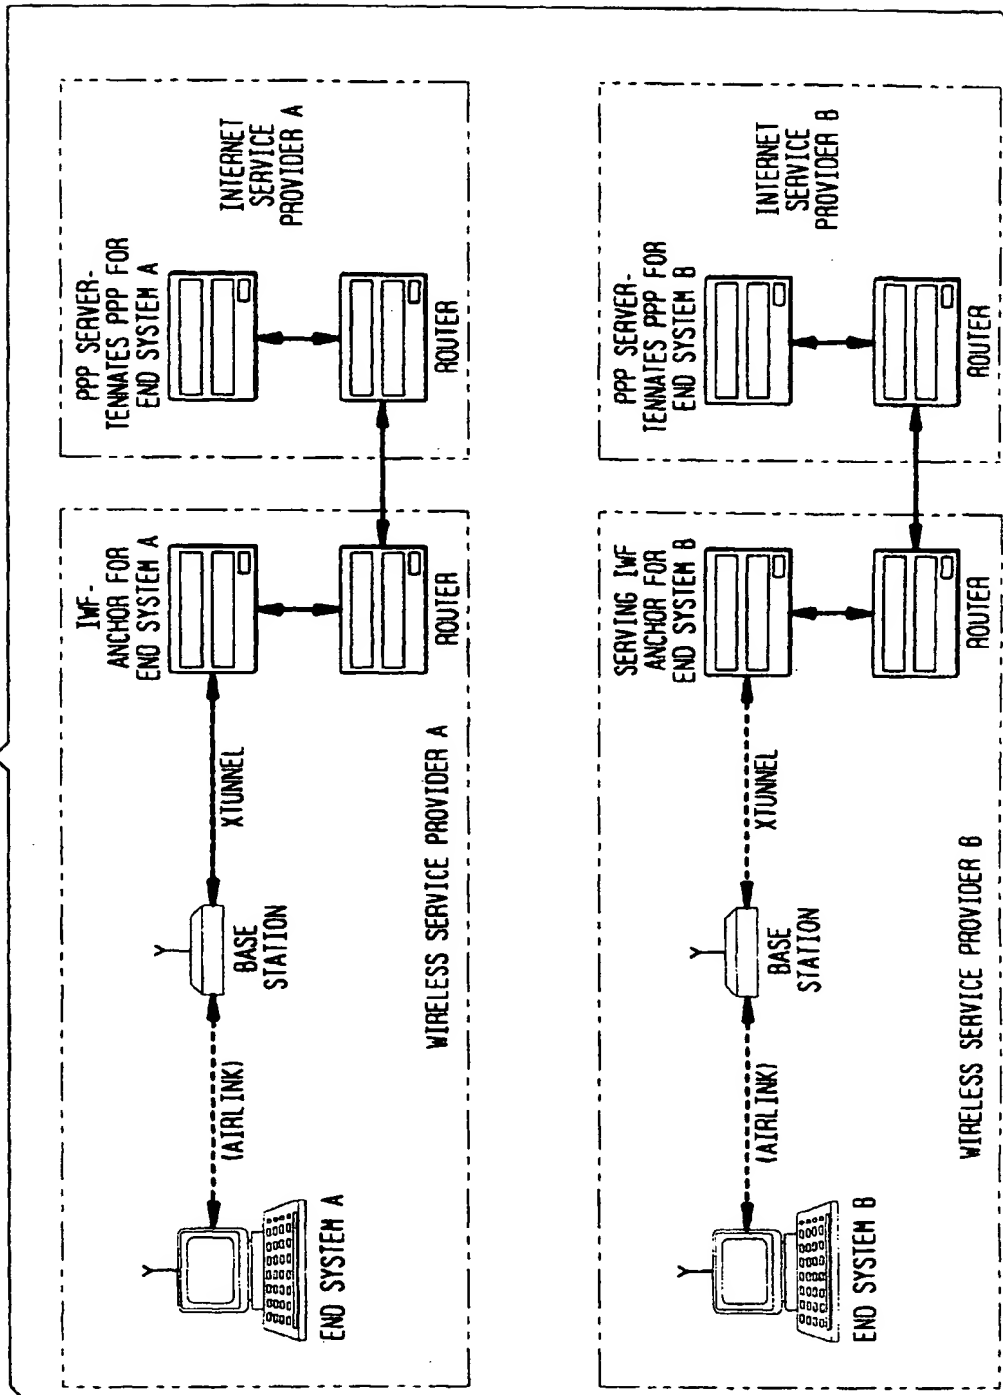 INTERNET
SERVICE
PROVIDER A
PPP SERVER-
TENNATES PPP FOR
END SYSTEM A
ROUTER
IWF-
ANCHOR FOR
END SYSTEM A
ROUTER
XTUNNEL
BASE
STATION
(AIRLINK)
END SYSTEM A
WIRELESS SERVICE PROVIDER A
INTERNET
SERVICE
PROVIDER B
PPP SERVER-
TENNATES PPP FOR
END SYSTEM B
ROUTER
SERVING IWF
ANCHOR FOR
END SYSTEM B
ROUTER
XTUNNEL
BASE
STATION
(AIRLINK)
END SYSTEM B
WIRELESS SERVICE PROVIDER B